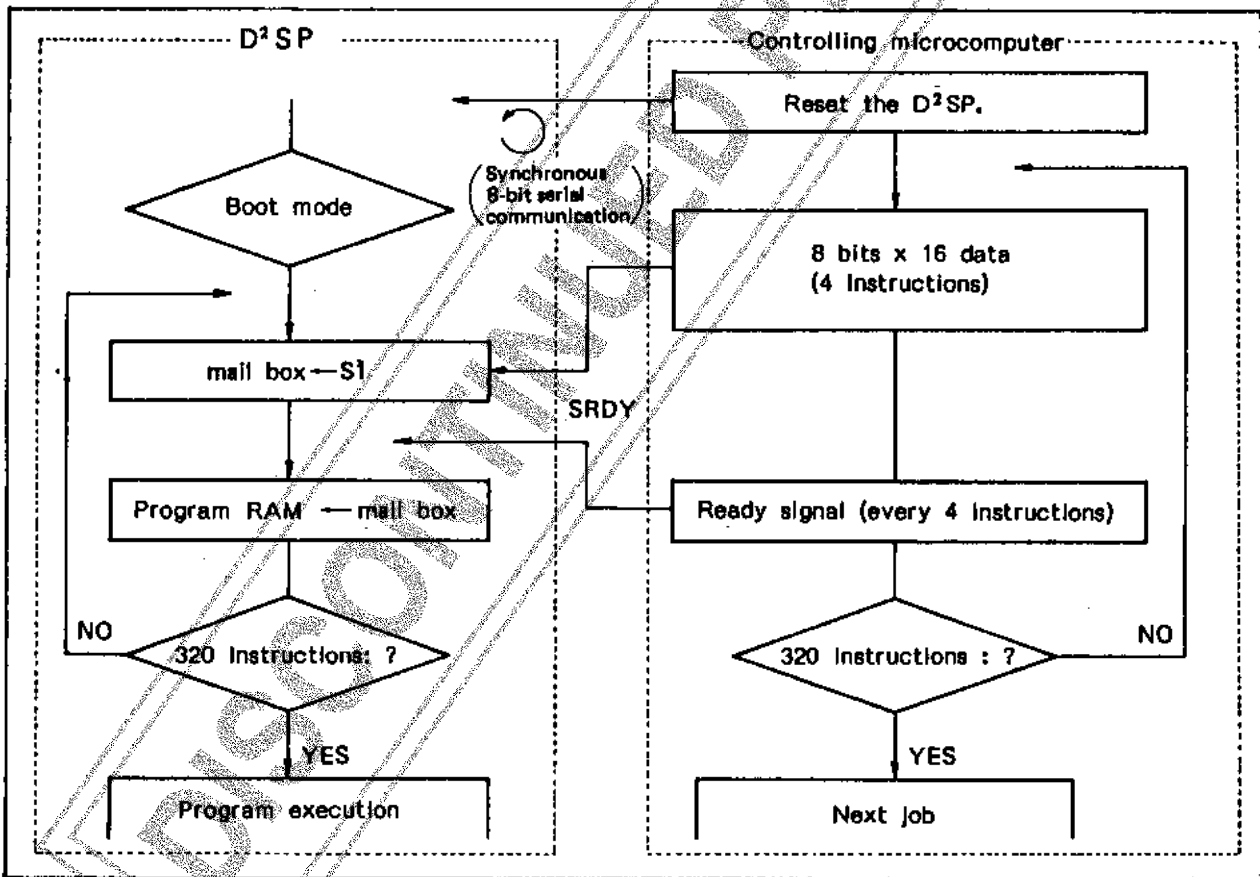 D²SP
Boot mode
mail box ← SI
Program RAM ← mail box
320 Instructions: ?
NO
YES
Program execution
(Synchronous
8-bit serial
communication)
SRDY
Controlling microcomputer
Reset the D²SP.
8 bits x 16 data
(4 Instructions)
Ready signal (every 4 instructions)
320 Instructions : ?
NO
YES
Next job
DISCONTINUED P